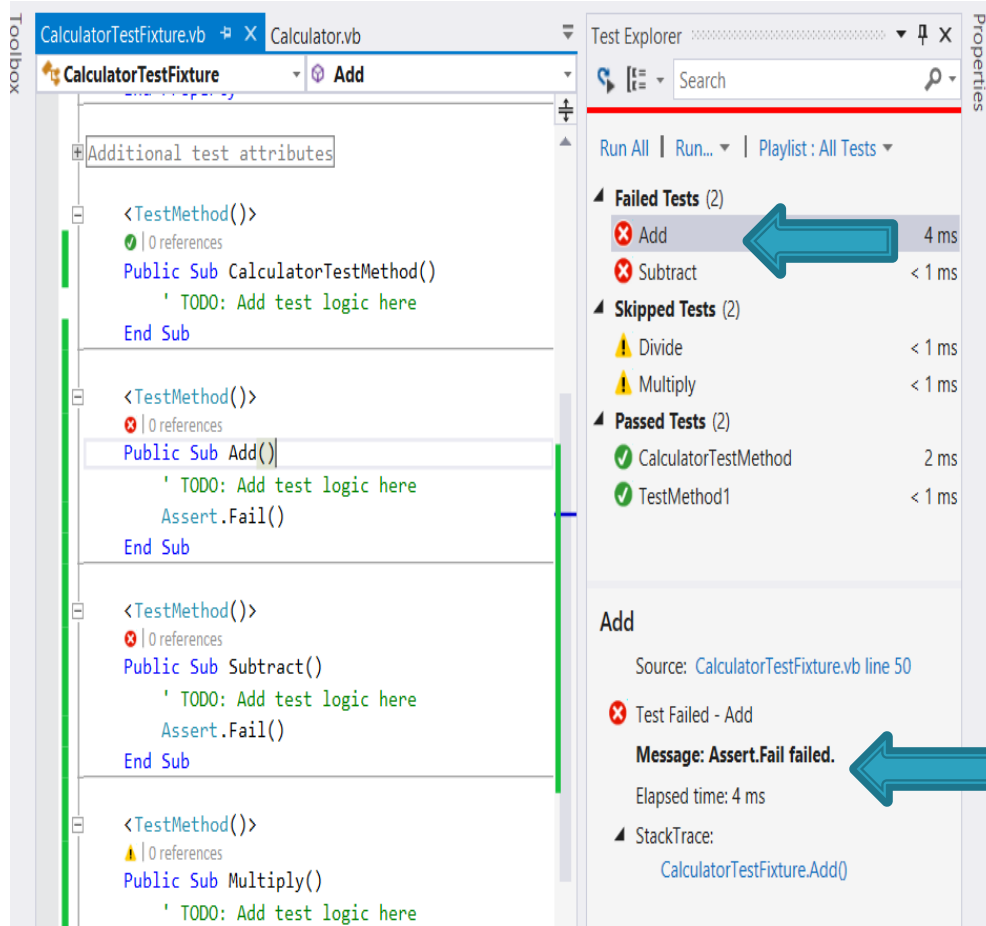 Toolbox
CalculatorTestFixture.vb
Calculator.vb
CalculatorTestFixture
Add
Additional test attributes
<TestMethod()>
0 references
Public Sub CalculatorTestMethod()
' TODO: Add test logic here
End Sub
<TestMethod()>
0 references
Public Sub Add()
' TODO: Add test logic here
Assert.Fail()
End Sub
<TestMethod()>
0 references
Public Sub Subtract()
' TODO: Add test logic here
Assert.Fail()
End Sub
<TestMethod()>
0 references
Public Sub Multiply()
' TODO: Add test logic here
Test Explorer
Search
Run All | Run... | Playlist : All Tests
Failed Tests (2)
Add 4 ms
Subtract < 1 ms
Skipped Tests (2)
Divide < 1 ms
Multiply < 1 ms
Passed Tests (2)
CalculatorTestMethod 2 ms
TestMethod1 < 1 ms
Add
Source: CalculatorTestFixture.vb line 50
Test Failed - Add
Message: Assert.Fail failed.
Elapsed time: 4 ms
StackTrace:
CalculatorTestFixture.Add()
Properties